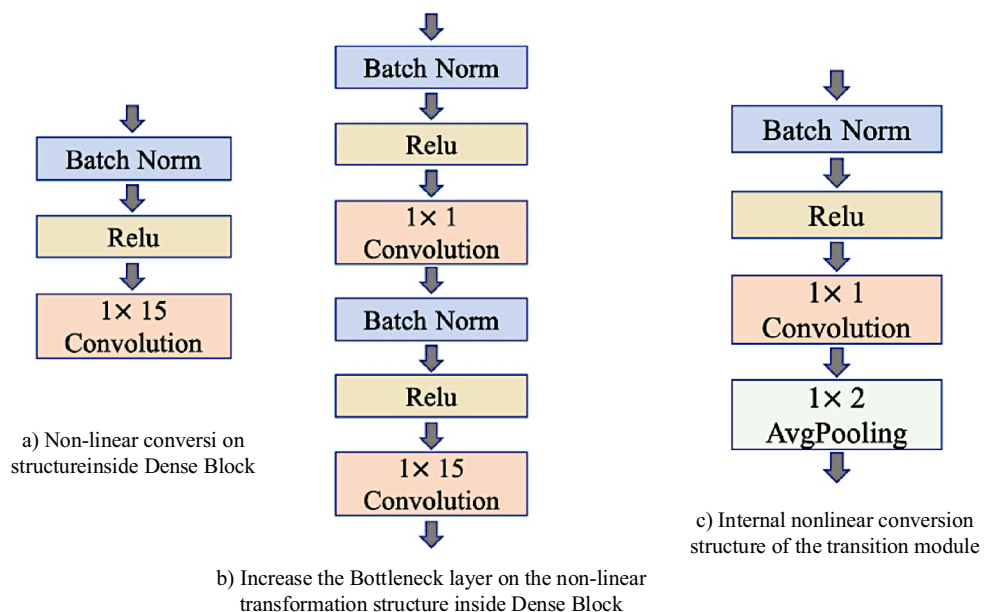 Batch Norm
Relu
1× 15
Convolution
a) Non-linear conversi on
structureinside Dense Block
Batch Norm
Relu
1× 1
Convolution
Batch Norm
Relu
1× 15
Convolution
b) Increase the Bottleneck layer on the non-linear
transformation structure inside Dense Block
Batch Norm
Relu
1× 1
Convolution
1× 2
AvgPooling
c) Internal nonlinear conversion
structure of the transition module